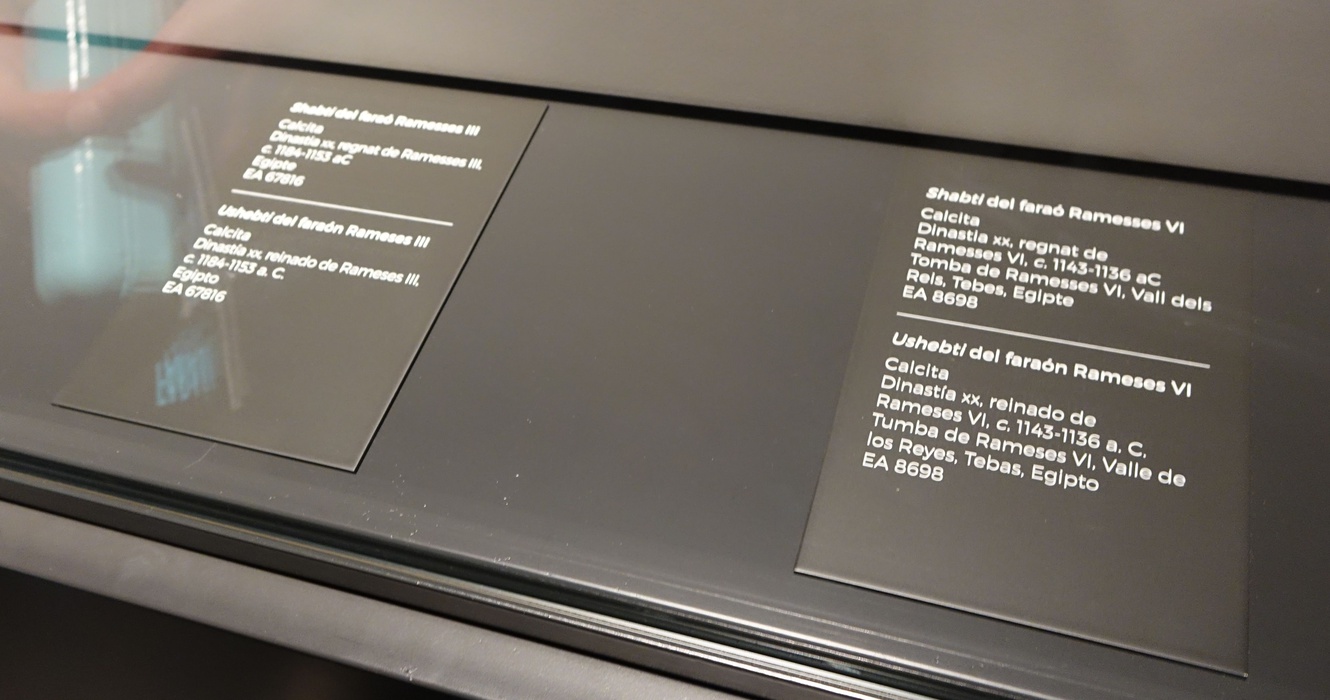 Shabti del faraó Ramesses III
Calcita
Dinastia XX, regnat de Ramesses III,
c. 1184-1153 aC
Egipte
EA 67816
Ushebti del faraón Rameses III
Calcita
Dinastía XX, reinado de Rameses III,
c. 1184-1153 a. C.
Egipto
EA 67816
Shabti del faraó Ramesses VI
Calcita
Dinastia XX, regnat de
Ramesses VI, c. 1143-1136 aC
Tomba de Ramesses VI, Vall dels
Reis, Tebes, Egipte
EA 8698
Ushebti del faraón Rameses VI
Calcita
Dinastía XX, reinado de
Rameses VI, c. 1143-1136 a. C.
Tumba de Rameses VI, Valle de
los Reyes, Tebas, Egipto
EA 8698